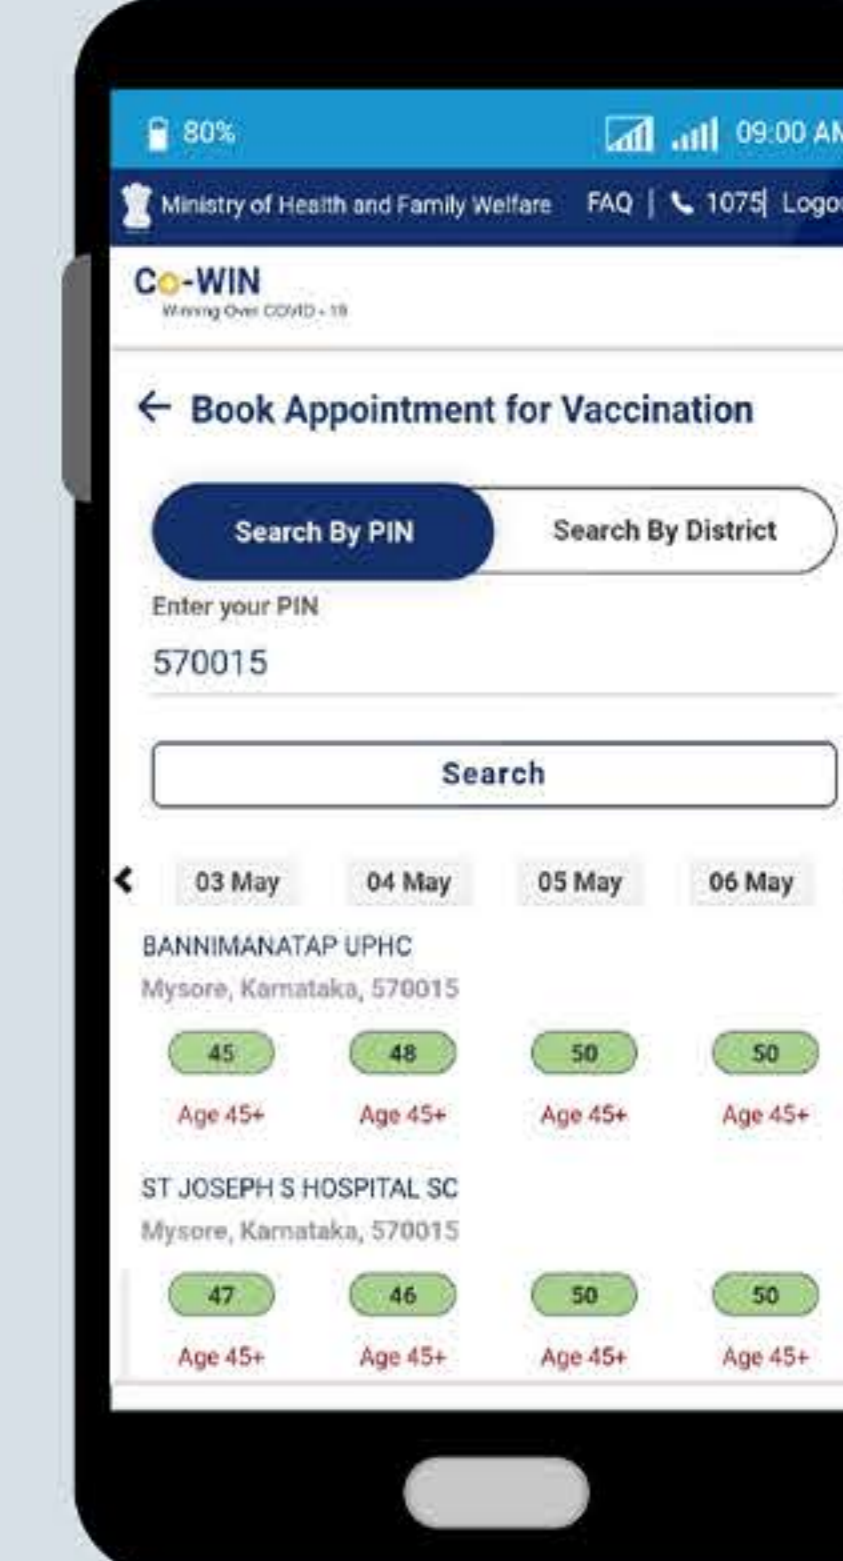 80% 09:00 AM
Ministry of Health and Family Welfare FAQ | 1075| Logou
Co-WIN
Winning Over COVID - 19
← Book Appointment for Vaccination
Search By PIN Search By District
Enter your PIN
570015
Search
03 May 04 May 05 May 06 May
BANNIMANATAP UPHC
Mysore, Karnataka, 570015
45 48 50 50
Age 45+ Age 45+ Age 45+ Age 45+
ST JOSEPH S HOSPITAL SC
Mysore, Karnataka, 570015
47 46 50 50
Age 45+ Age 45+ Age 45+ Age 45+